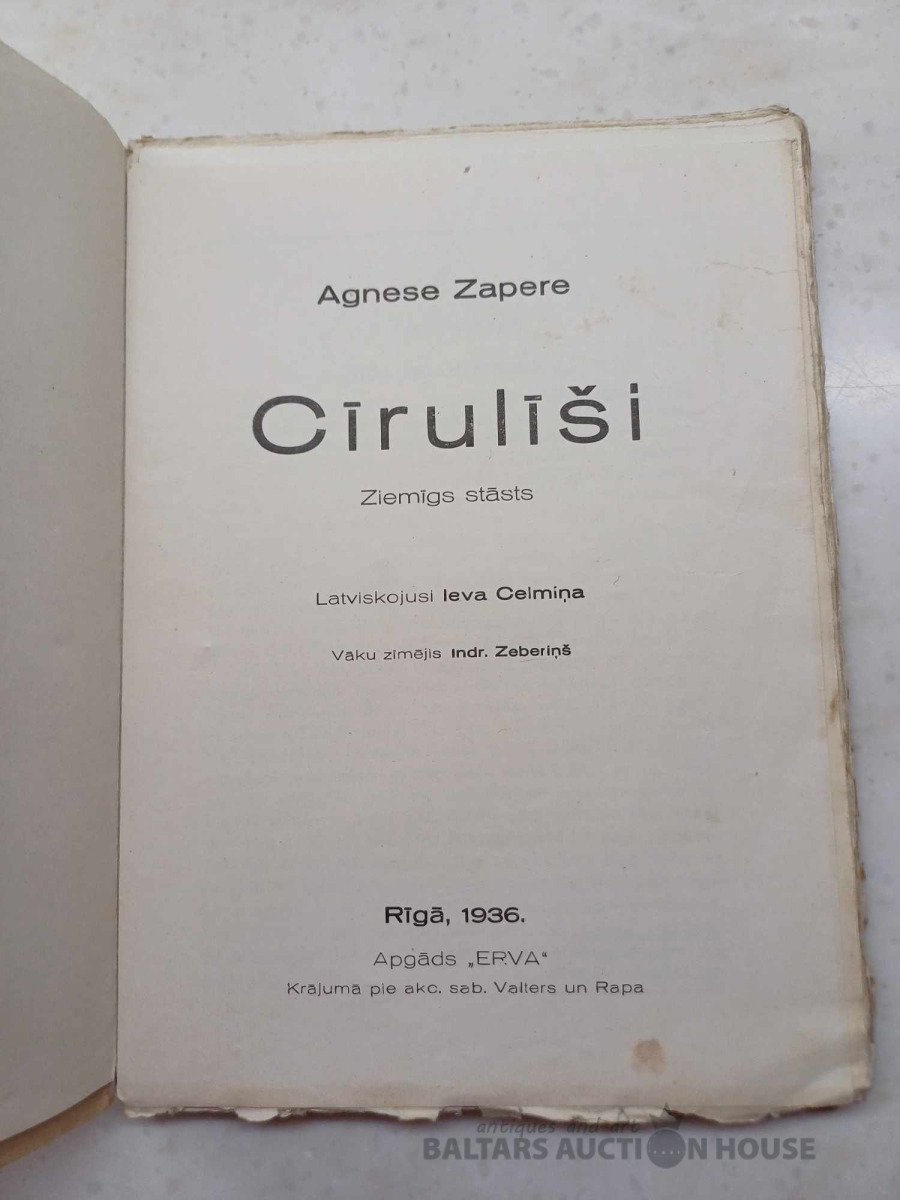 Agnese Zapere
Cīrulīši
Ziemīgs stāsts
Latviskojusi Ieva Celmiņa
Vāku zīmējis Indr. Zeberiņš
Rīgā, 1936.
Apgāds „ERVA“
Krājumā pie akc. sab. Valters un Rapa
antiques and art
BALTARS AUCTION HOUSE